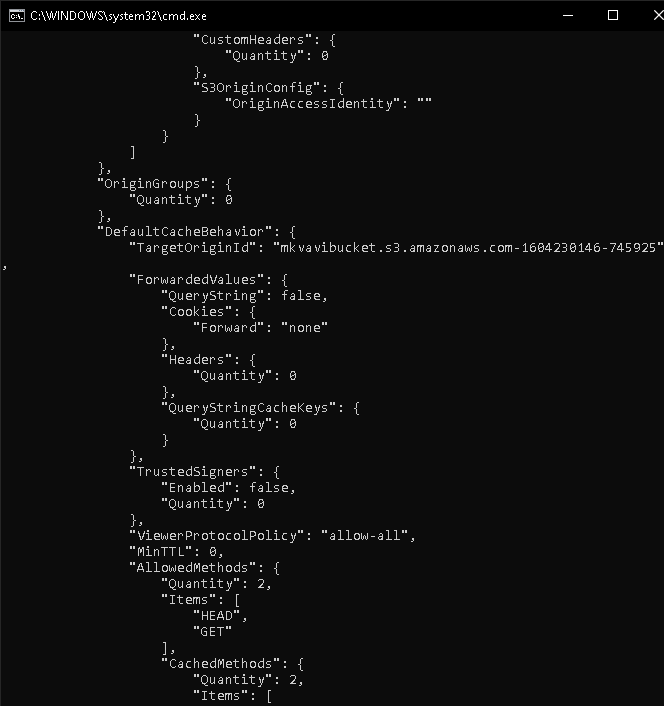 C:\WINDOWS\system32\cmd.exe
"CustomHeaders": {
"Quantity": 0
},
"S3OriginConfig": {
"OriginAccessIdentity": ""
}
}
]
},
"OriginGroups": {
"Quantity": 0
},
"DefaultCacheBehavior": {
"TargetOriginId": "mkvavibucket.s3.amazonaws.com-1604230146-745925"
,
"ForwardedValues": {
"QueryString": false,
"Cookies": {
"Forward": "none"
},
"Headers": {
"Quantity": 0
},
"QueryStringCacheKeys": {
"Quantity": 0
}
},
"TrustedSigners": {
"Enabled": false,
"Quantity": 0
},
"ViewerProtocolPolicy": "allow-all",
"MinTTL": 0,
"AllowedMethods": {
"Quantity": 2,
"Items": [
"HEAD",
"GET"
],
"CachedMethods": {
"Quantity": 2,
"Items": [